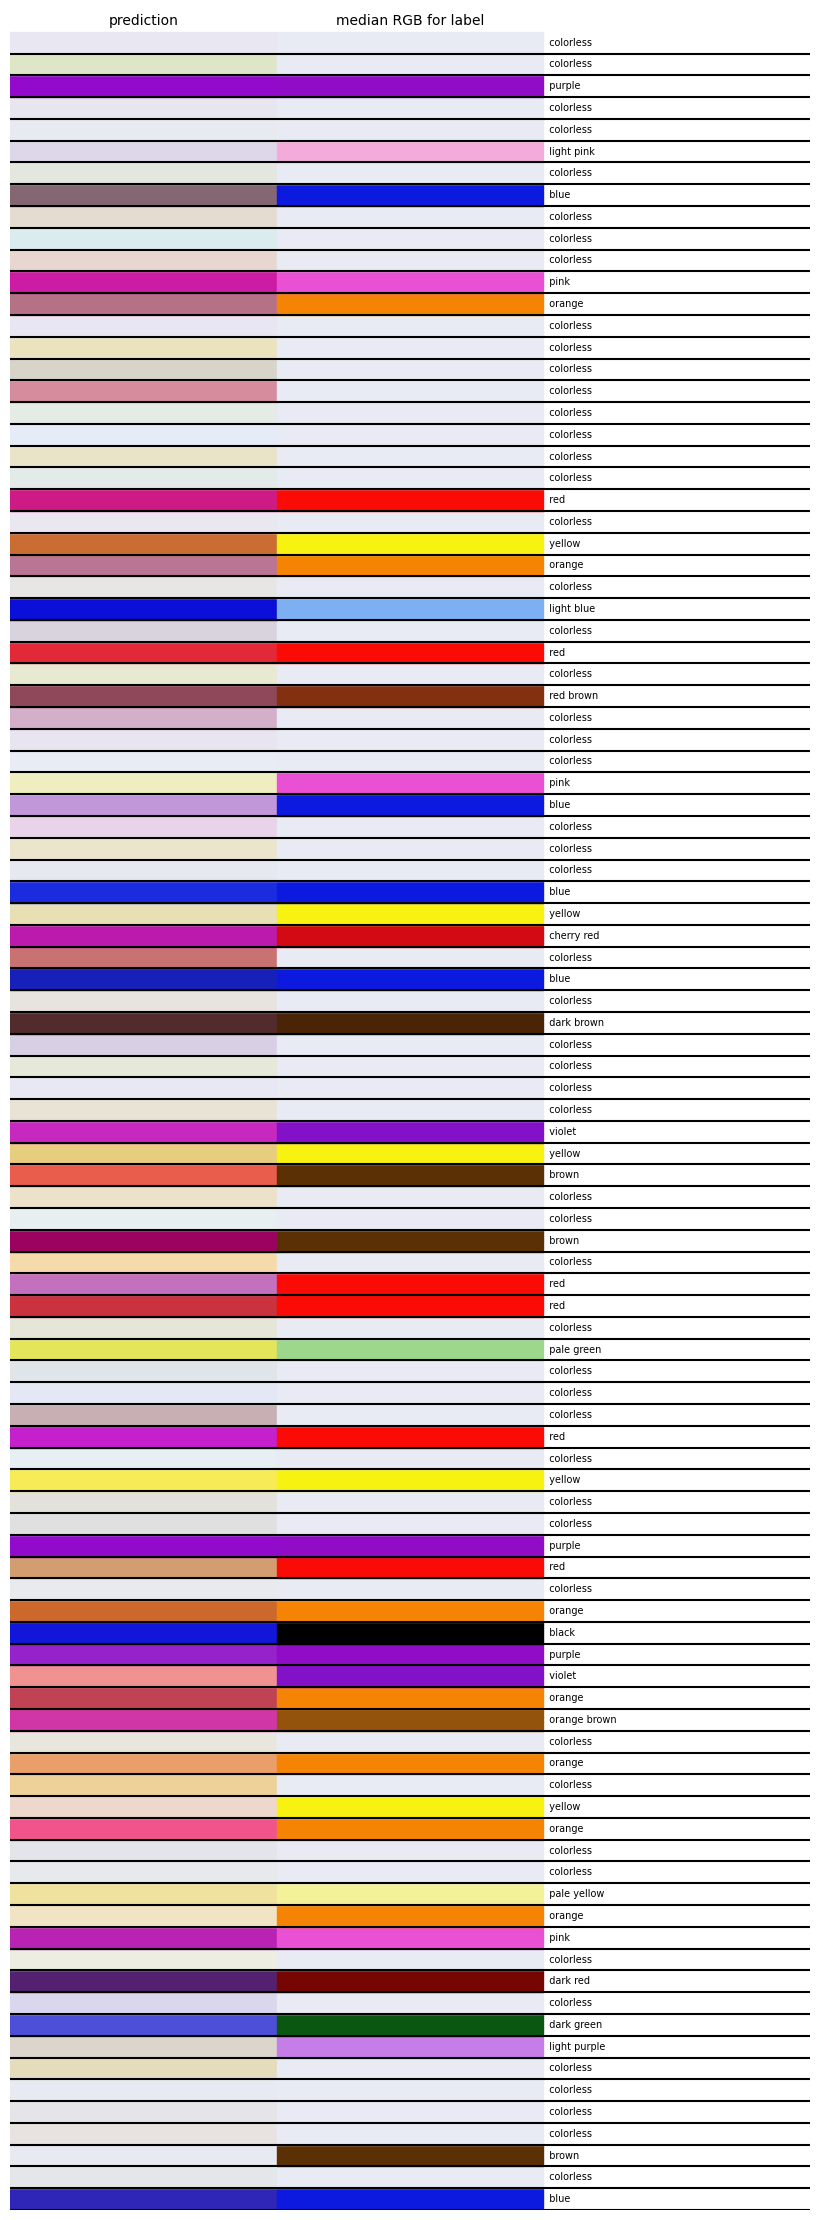 prediction median RGB for label
colorless
colorless
purple
colorless
colorless
light pink
colorless
blue
colorless
colorless
colorless
pink
orange
colorless
colorless
colorless
colorless
colorless
colorless
colorless
colorless
red
colorless
yellow
orange
colorless
light blue
colorless
red
colorless
red brown
colorless
colorless
colorless
pink
blue
colorless
colorless
colorless
blue
yellow
cherry red
colorless
blue
colorless
dark brown
colorless
colorless
colorless
colorless
violet
yellow
brown
colorless
colorless
brown
colorless
red
red
colorless
pale green
colorless
colorless
colorless
red
colorless
yellow
colorless
colorless
purple
red
colorless
orange
black
purple
violet
orange
orange brown
colorless
orange
colorless
yellow
orange
colorless
colorless
pale yellow
orange
pink
colorless
dark red
colorless
dark green
light purple
colorless
colorless
colorless
colorless
brown
colorless
blue